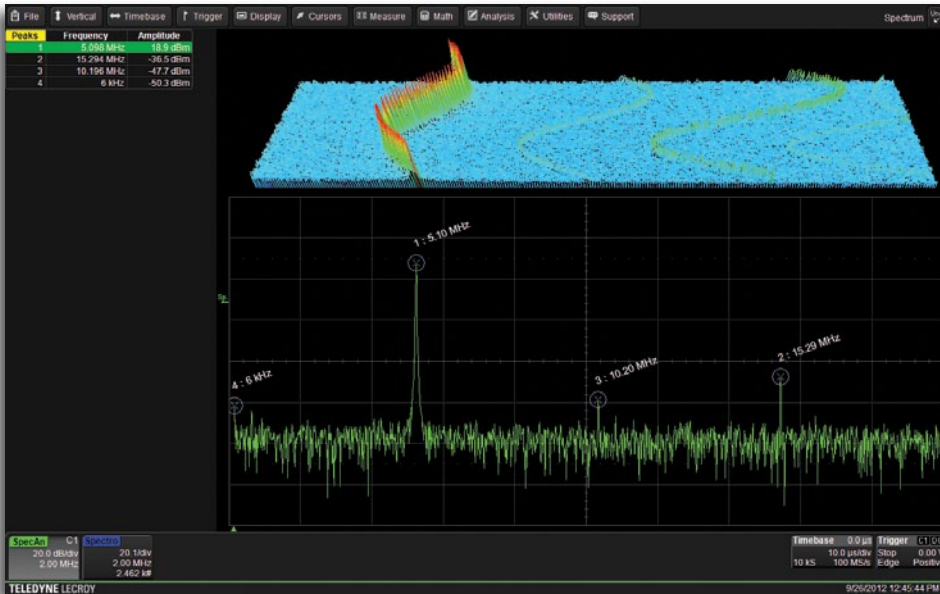 File Vertical Timebase Trigger Display Cursors Measure Math Analysis Utilities Support Spectrum
Peaks Frequency Amplitude
1 5.098 MHz 18.9 dBm
2 15.294 MHz -36.5 dBm
3 10.196 MHz -47.7 dBm
4 6 kHz -50.3 dBm
1 : 5.10 MHz
2 : 15.29 MHz
3 : 10.20 MHz
4 : 6 kHz
SpecAn C1
20.0 dB/div
2.00 MHz
Spectro
20.1/div
2.00 MHz
2.462 k#
Timebase 0.0 µs
10.0 µs/div
10 kS 100 MS/s
Trigger C1
Stop 0.00
Edge Positiv
TELEDYNE LECROY
9/26/2012 12:45:44 PM